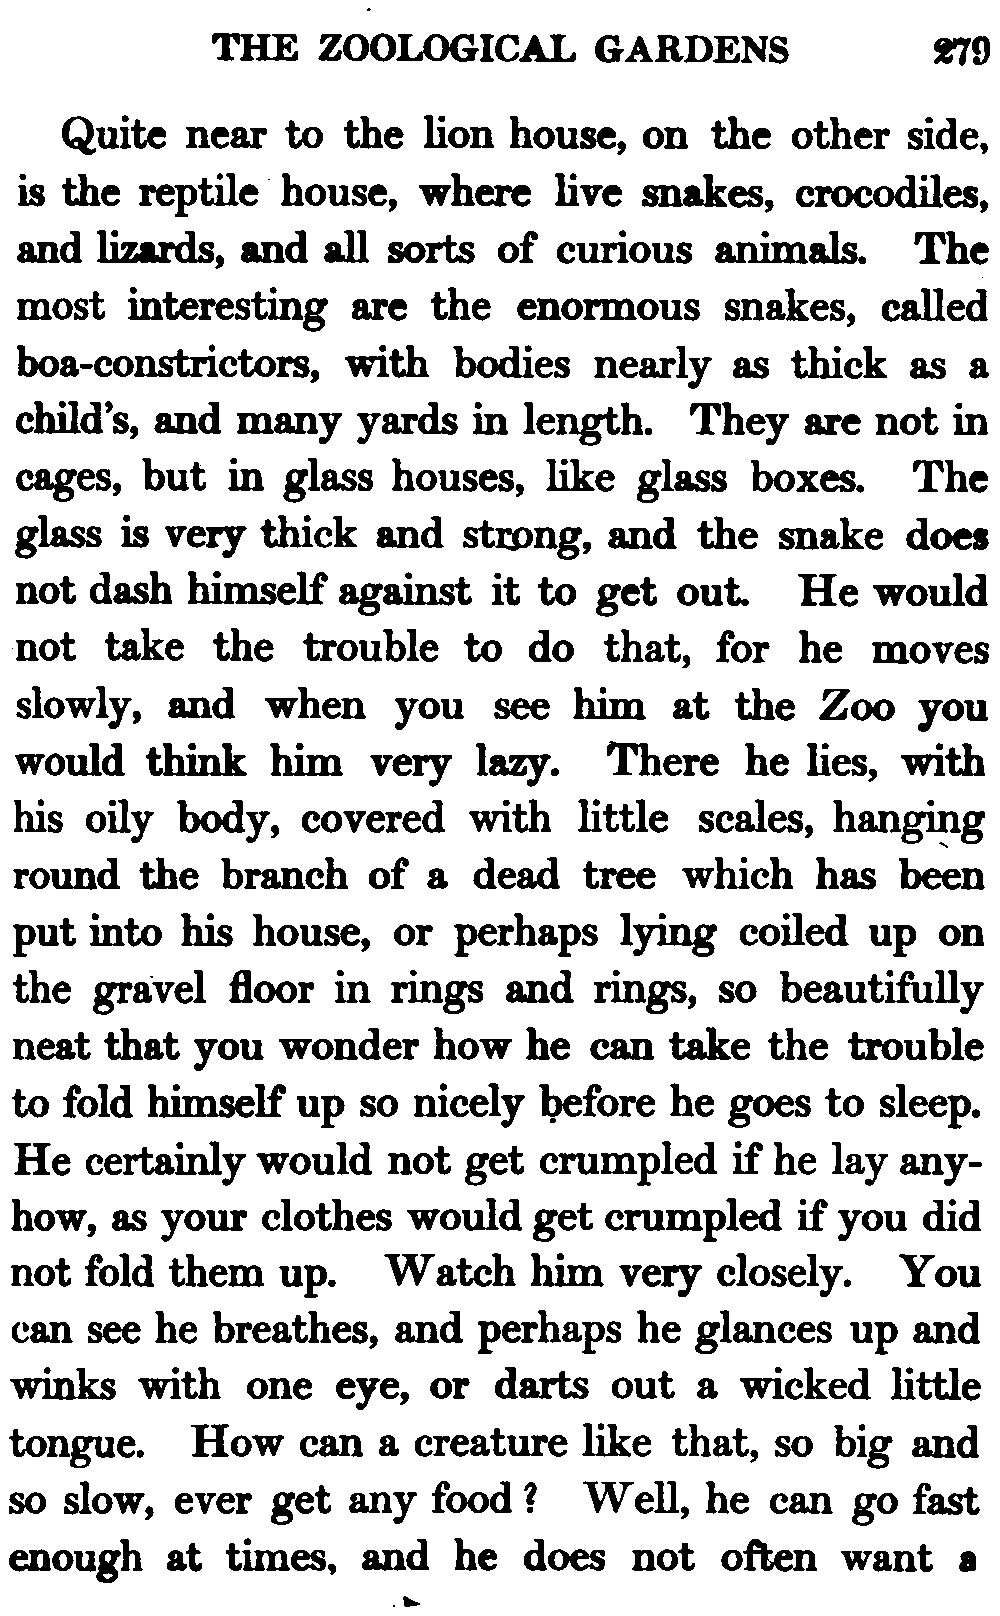 THE ZOOLOGICAL GARDENS 279
Quite near to the lion house, on the other side,
is the reptile house, where live snakes, crocodiles,
and lizards, and all sorts of curious animals. The
most interesting are the enormous snakes, called
boa-constrictors, with bodies nearly as thick as a
child's, and many yards in length. They are not in
cages, but in glass houses, like glass boxes. The
glass is very thick and strong, and the snake does
not dash himself against it to get out. He would
not take the trouble to do that, for he moves
slowly, and when you see him at the Zoo you
would think him very lazy. There he lies, with
his oily body, covered with little scales, hanging
round the branch of a dead tree which has been
put into his house, or perhaps lying coiled up on
the gravel floor in rings and rings, so beautifully
neat that you wonder how he can take the trouble
to fold himself up so nicely before he goes to sleep.
He certainly would not get crumpled if he lay any-
how, as your clothes would get crumpled if you did
not fold them up. Watch him very closely. You
can see he breathes, and perhaps he glances up and
winks with one eye, or darts out a wicked little
tongue. How can a creature like that, so big and
so slow, ever get any food? Well, he can go fast
enough at times, and he does not often want a